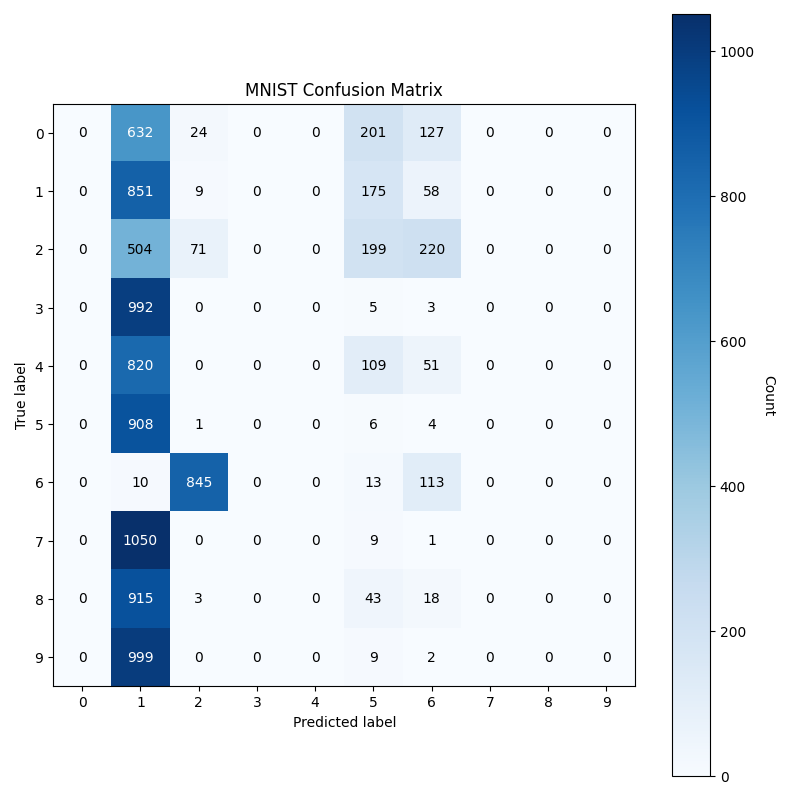 MNIST Confusion Matrix
0 0 632 24 0 0 201 127 0 0 0
1 0 851 9 0 0 175 58 0 0 0
2 0 504 71 0 0 199 220 0 0 0
3 0 992 0 0 0 5 3 0 0 0
4 0 820 0 0 0 109 51 0 0 0
5 0 908 1 0 0 6 4 0 0 0
6 0 10 845 0 0 13 113 0 0 0
7 0 1050 0 0 0 9 1 0 0 0
8 0 915 3 0 0 43 18 0 0 0
9 0 999 0 0 0 9 2 0 0 0
0 1 2 3 4 5 6 7 8 9
Predicted label
True label
1000
800
600
400
200
0
Count